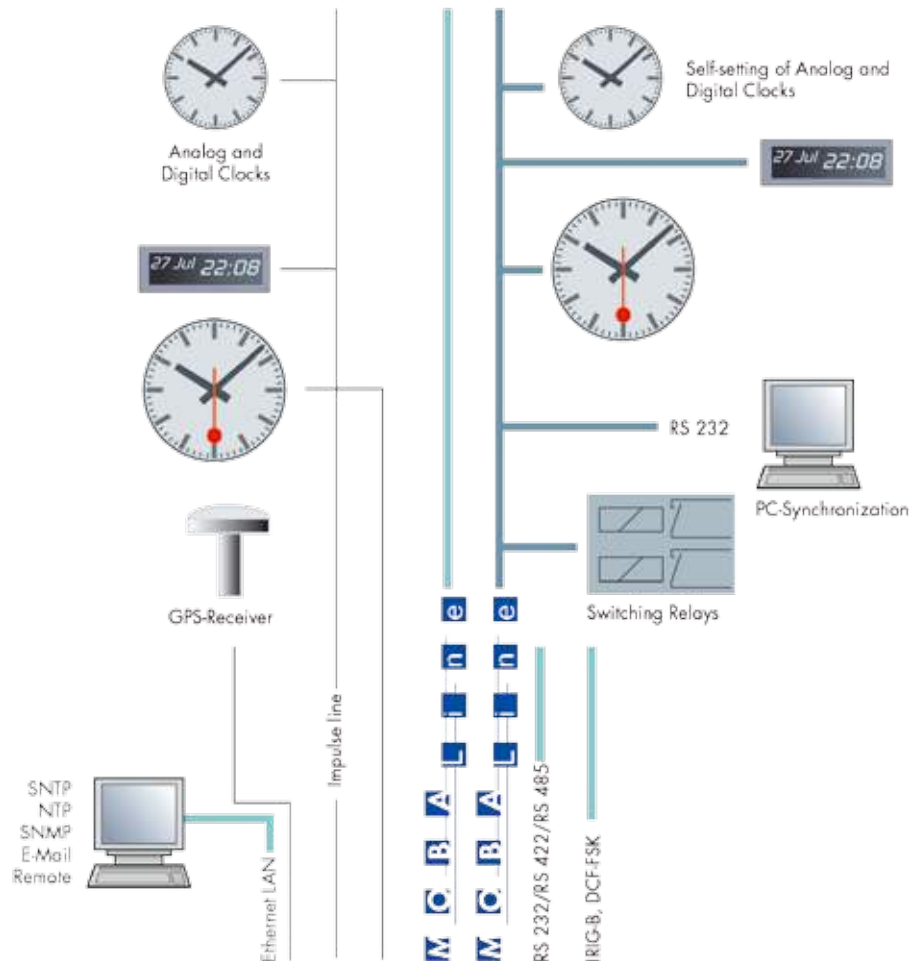 Analog and
Digital Clocks
27 Jul 22:08
GPS-Receiver
SNTP
NTP
SNMP
E-Mail
Remote
Ethernet LAN
Impulse line
MOBALine
MOBALine
RS 232/RS 422/RS 485
IRIG-B, DCF-FSK
Self-setting of Analog and
Digital Clocks
27 Jul 22:08
RS 232
PC-Synchronization
Switching Relays